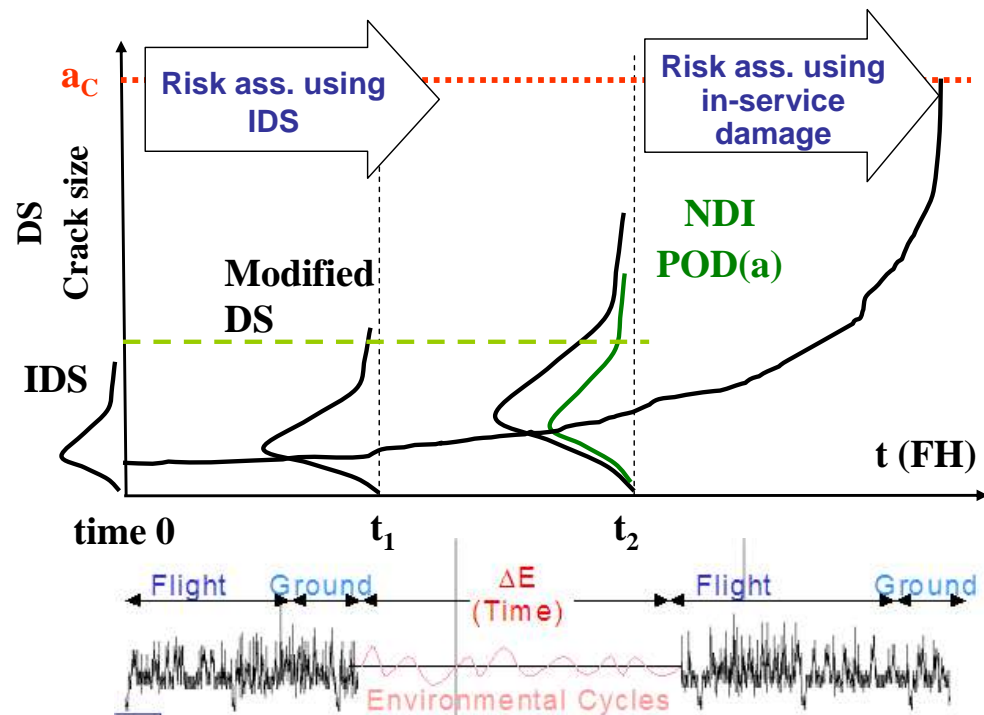 a_C
Risk ass. using
IDS
Risk ass. using
in-service
damage
DS
Crack size
NDI
POD(a)
Modified
DS
IDS
t (FH)
time 0
t_1
t_2
Flight
Ground
ΔE
(Time)
Flight
Ground
Environmental Cycles